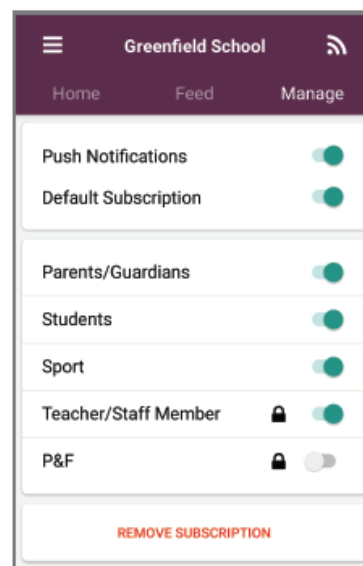 Greenfield School
Home Feed Manage
Push Notifications
Default Subscription
Parents/Guardians
Students
Sport
Teacher/Staff Member
P&F
REMOVE SUBSCRIPTION